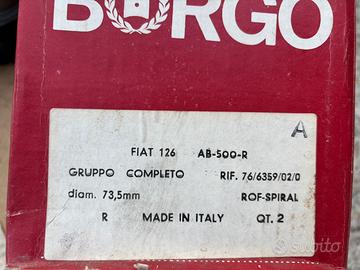 BORGO
A
FIAT 126 AB-500-R
GRUPPO COMPLETO RIF. 76/6359/02/0
diam. 73,5mm ROF-SPIRAL
R MADE IN ITALY QT. 2
subito